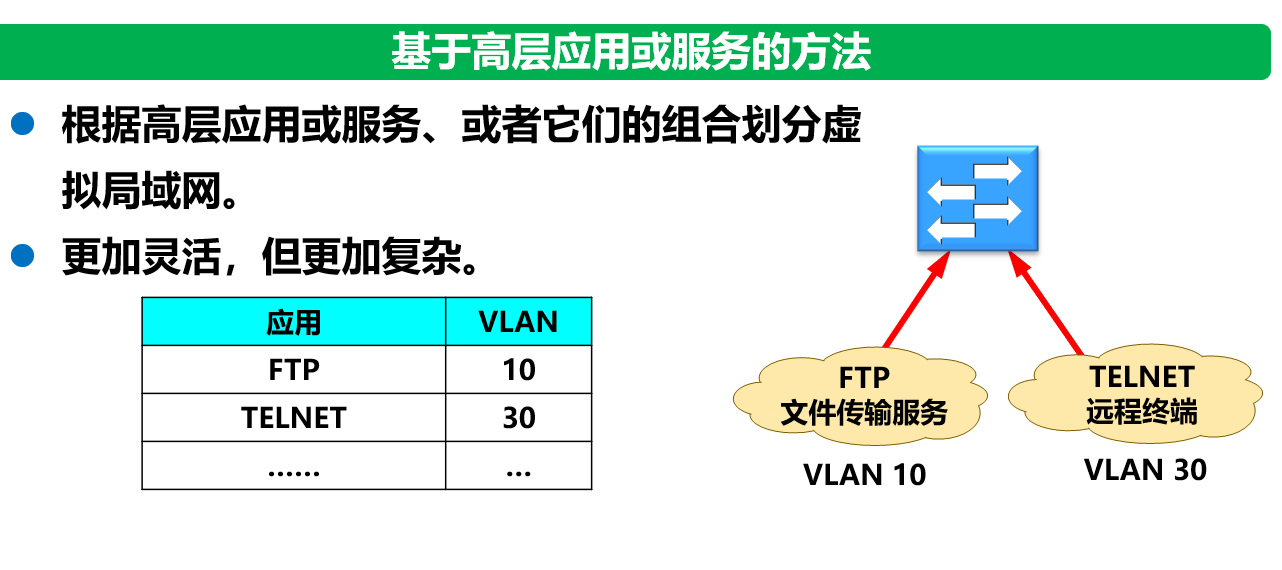 基于高层应用或服务的方法
根据高层应用或服务、或者它们的组合划分虚
拟局域网。
更加灵活，但更加复杂。
应用 VLAN
FTP 10
TELNET 30
…… …
FTP
文件传输服务
VLAN 10
TELNET
远程终端
VLAN 30